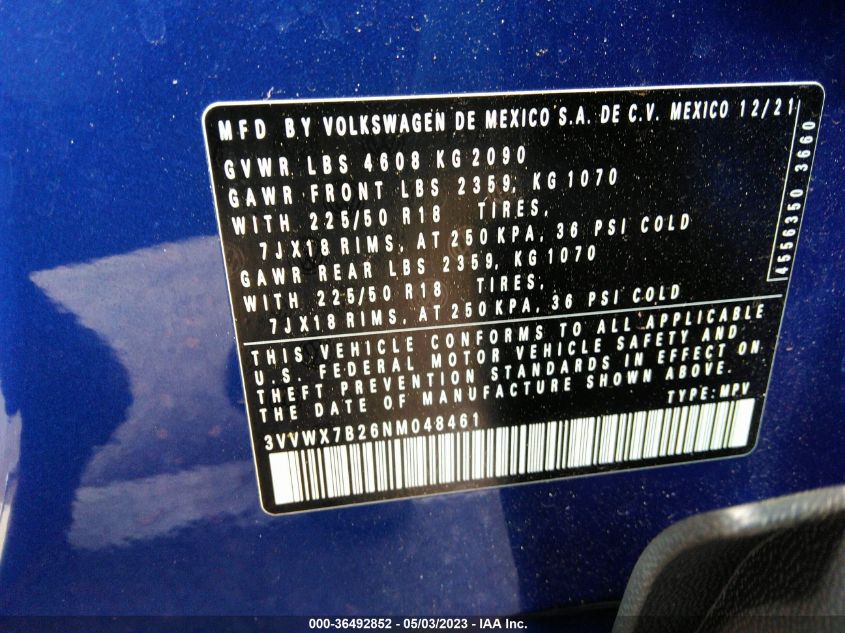 MFD BY VOLKSWAGEN DE MEXICO S.A. DE C.V. MEXICO 12/21
GVWR LBS 4608 KG 2090
GAWR FRONT LBS 2359, KG 1070
WITH 225/50 R18 TIRES,
7JX18 RIMS, AT 250 KPA, 36 PSI COLD
GAWR REAR LBS 2359, KG 1070
WITH 225/50 R18 TIRES,
7JX18 RIMS, AT 250 KPA, 36 PSI COLD
4556350 3660
THIS VEHICLE CONFORMS TO ALL APPLICABLE
U.S. FEDERAL MOTOR VEHICLE SAFETY AND
THEFT PREVENTION STANDARDS IN EFFECT ON
THE DATE OF MANUFACTURE SHOWN ABOVE.
TYPE: MPV
3VVWX7B26NM048461
000-36492852 - 05/03/2023 - IAA Inc.